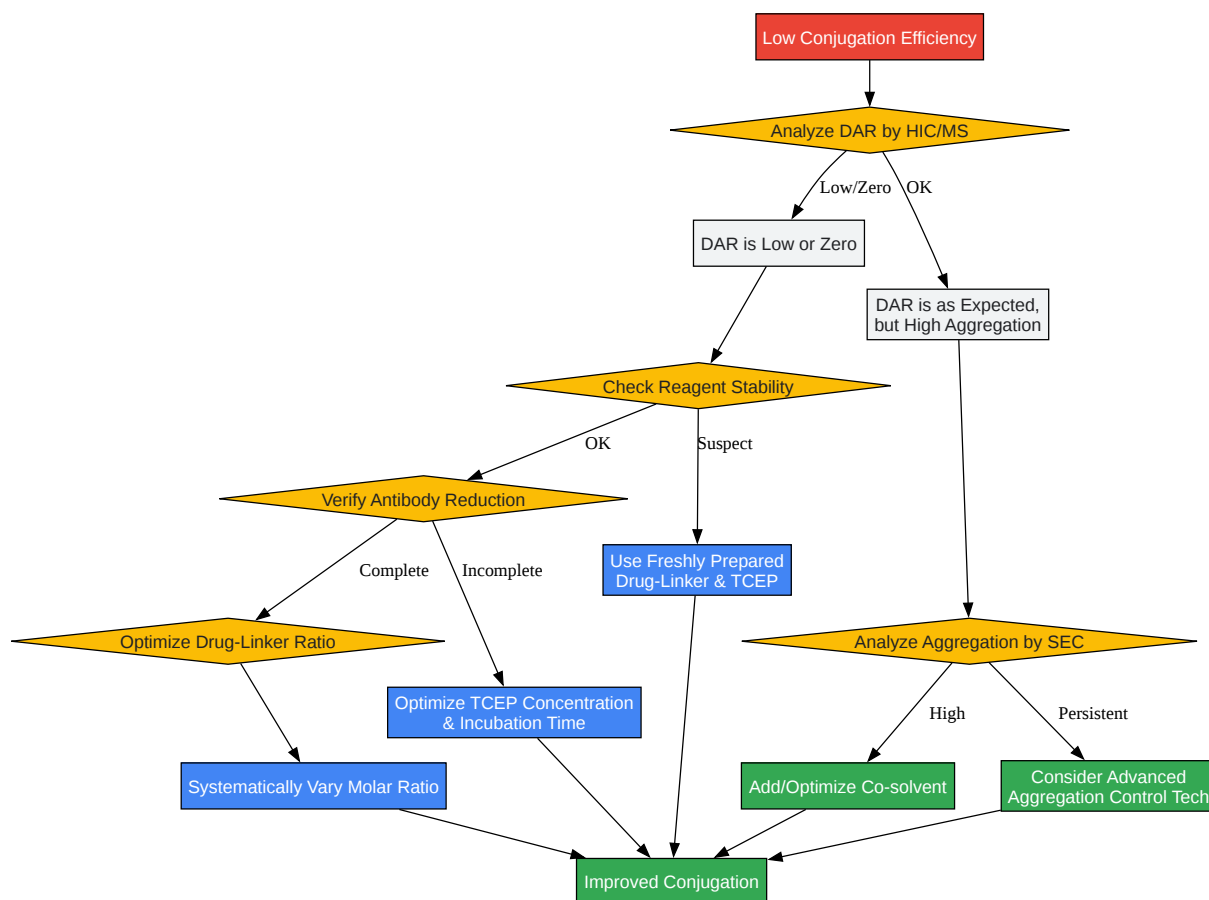 Low Conjugation Efficiency
Analyze DAR by HIC/MS
Low/Zero
OK
DAR is Low or Zero
DAR is as Expected,
but High Aggregation
Check Reagent Stability
OK
Suspect
Verify Antibody Reduction
Use Freshly Prepared
Drug-Linker & TCEP
Complete
Incomplete
Optimize Drug-Linker Ratio
Analyze Aggregation by SEC
Optimize TCEP Concentration
& Incubation Time
High
Persistent
Systematically Vary Molar Ratio
Add/Optimize Co-solvent
Consider Advanced
Aggregation Control Tech
Improved Conjugation